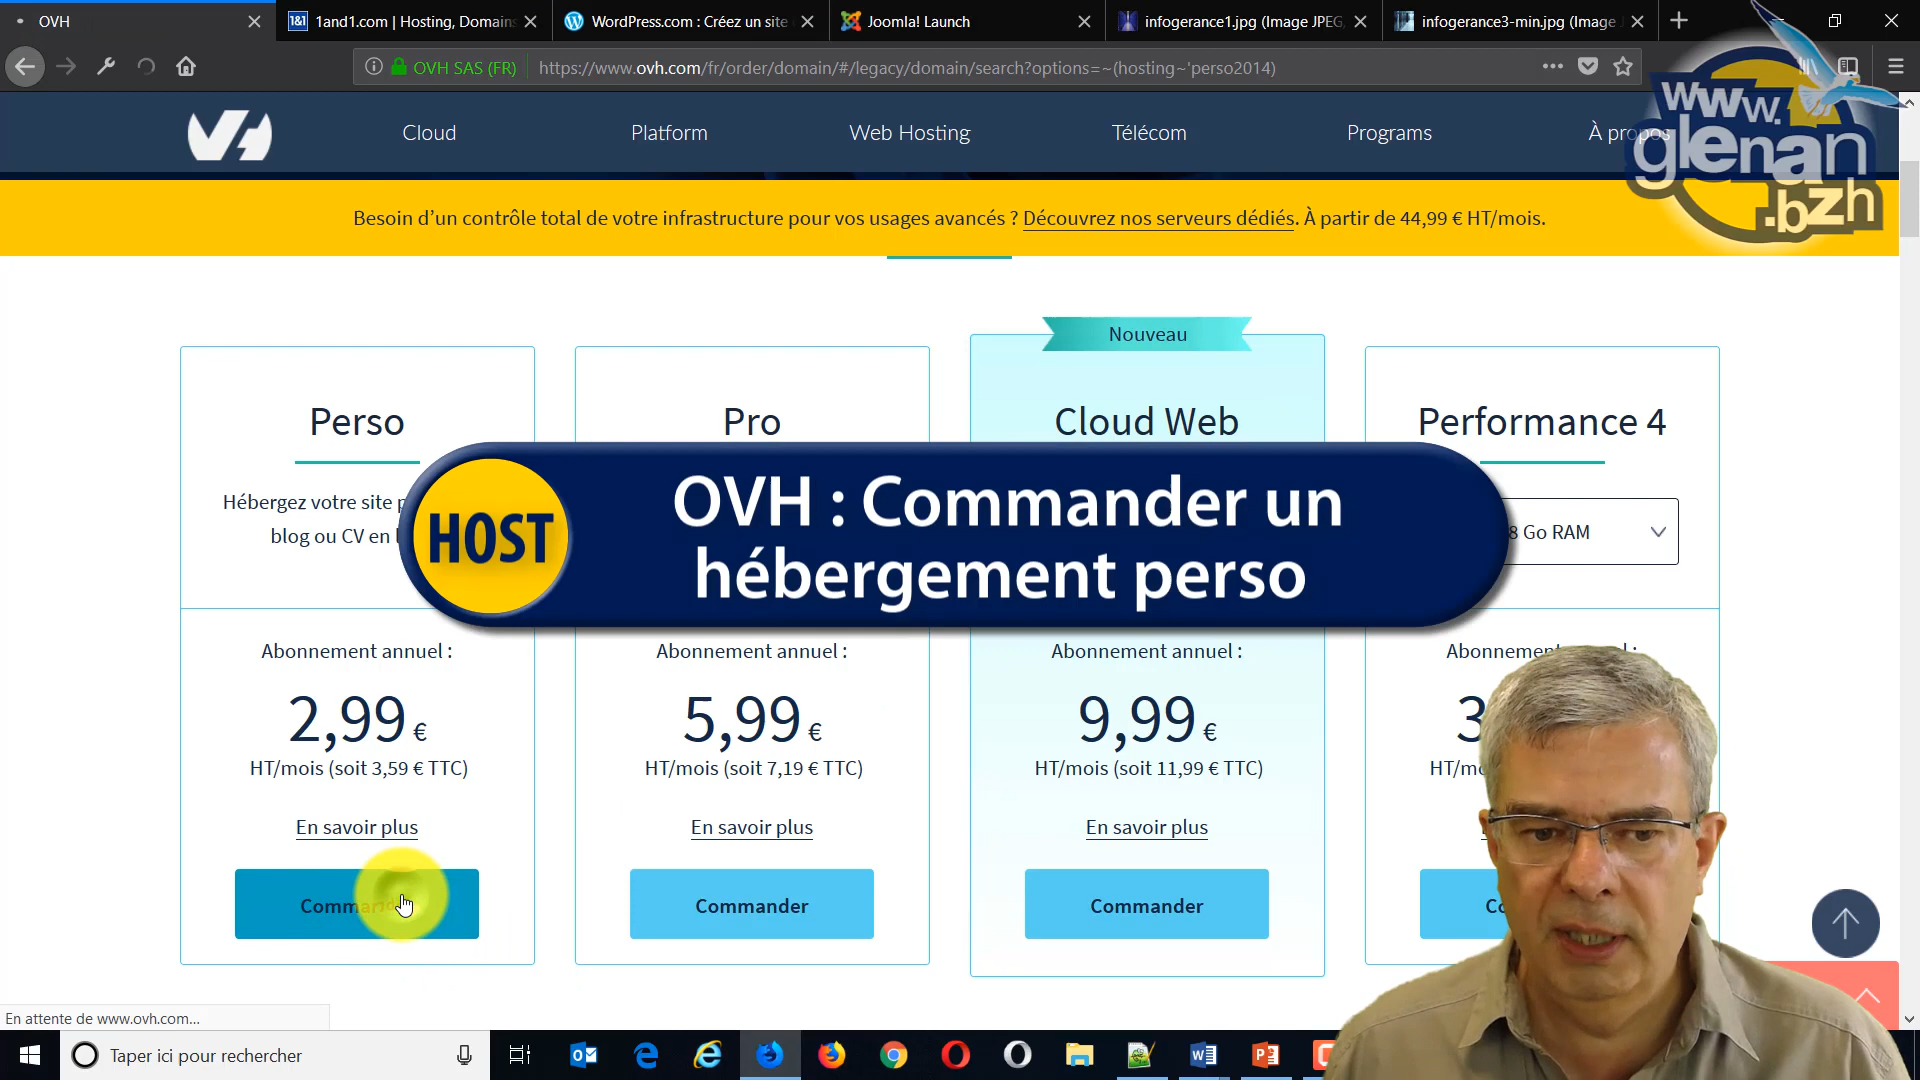 OVH
1and1.com | Hosting, Domains
WordPress.com : Créez un site
Joomla! Launch
infogerance1.jpg (Image JPEG,
infogerance3-min.jpg (Image J
OVH SAS (FR)
https://www.ovh.com/fr/order/domain/#/legacy/domain/search?options=~(hosting~'perso2014)
www.
glenan
.bzh
Cloud
Platform
Web Hosting
Télécom
Programs
À propos
Besoin d’un contrôle total de votre infrastructure pour vos usages avancés ? Découvrez nos serveurs dédiés. À partir de 44,99 € HT/mois.
Nouveau
Perso
Pro
Cloud Web
Performance 4
Hébergez votre site
blog ou CV en
8 Go RAM
HOST
OVH : Commander un
hébergement perso
Abonnement annuel :
2,99 €
HT/mois (soit 3,59 € TTC)
En savoir plus
Commander
Abonnement annuel :
5,99 €
HT/mois (soit 7,19 € TTC)
En savoir plus
Commander
Abonnement annuel :
9,99 €
HT/mois (soit 11,99 € TTC)
En savoir plus
Commander
En attente de www.ovh.com...
Taper ici pour rechercher